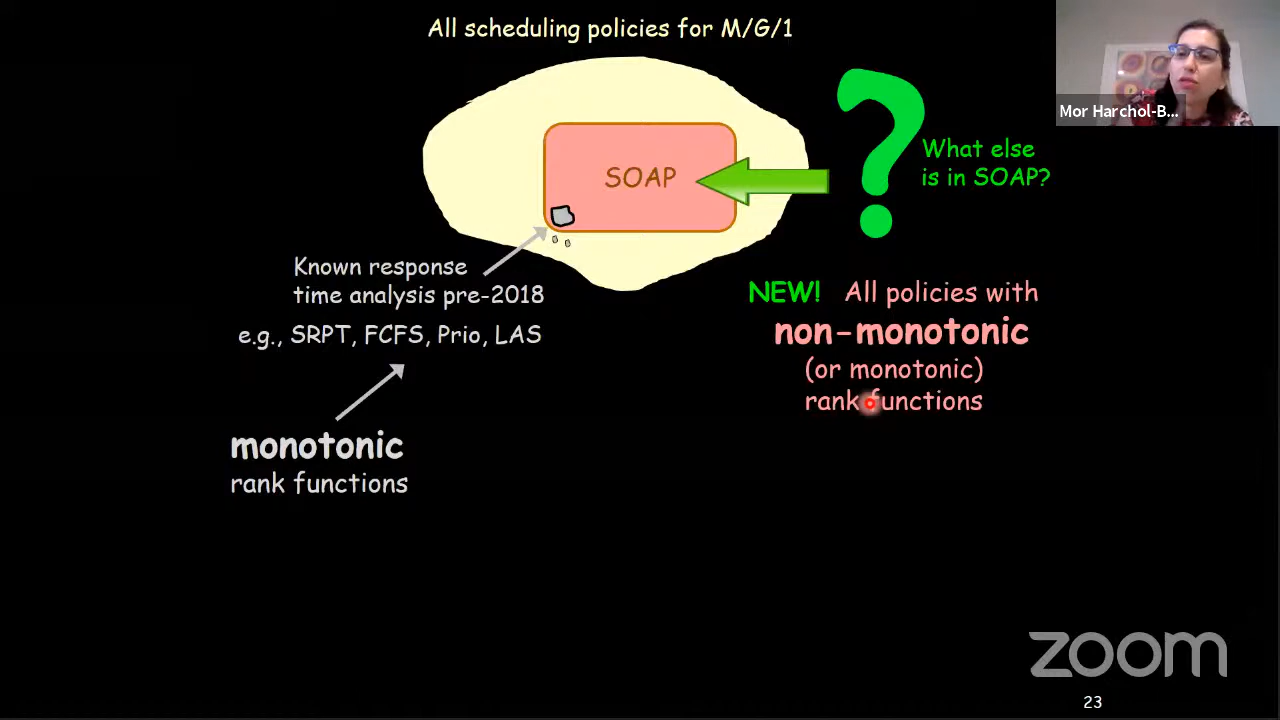 All scheduling policies for M/G/1
Mor Harchol-B...
SOAP
What else
is in SOAP?
Known response
time analysis pre-2018
e.g., SRPT, FCFS, Prio, LAS
monotonic
rank functions
NEW! All policies with
non-monotonic
(or monotonic)
rank functions
zoom
23